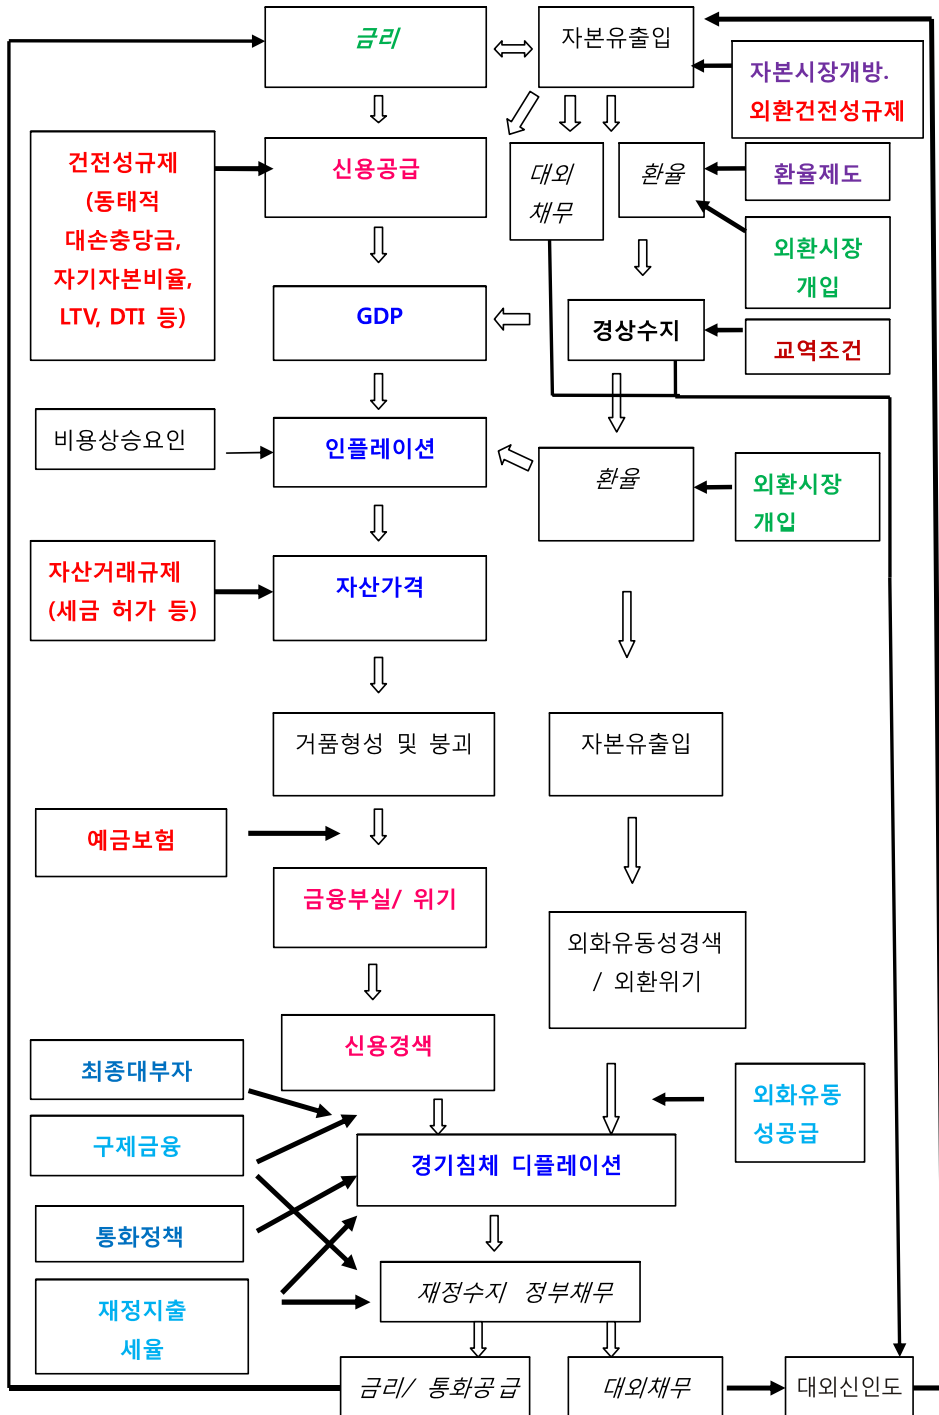 금리
자본유출입
자본시장개방.
외환건전성규제
건전성규제
(동태적
대손충당금,
자기자본비율,
LTV, DTI 등)
신용공급
대외
채무
환율
환율제도
외환시장
개입
GDP
경상수지
교역조건
비용상승요인
인플레이션
환율
외환시장
개입
자산거래규제
(세금 허가 등)
자산가격
거품형성 및 붕괴
자본유출입
예금보험
금융부실/ 위기
외화유동성경색
/ 외환위기
신용경색
최종대부자
외화유동
성공급
구제금융
경기침체 디플레이션
통화정책
재정지출
세율
재정수지 정부채무
금리/ 통화공급
대외채무
대외신인도